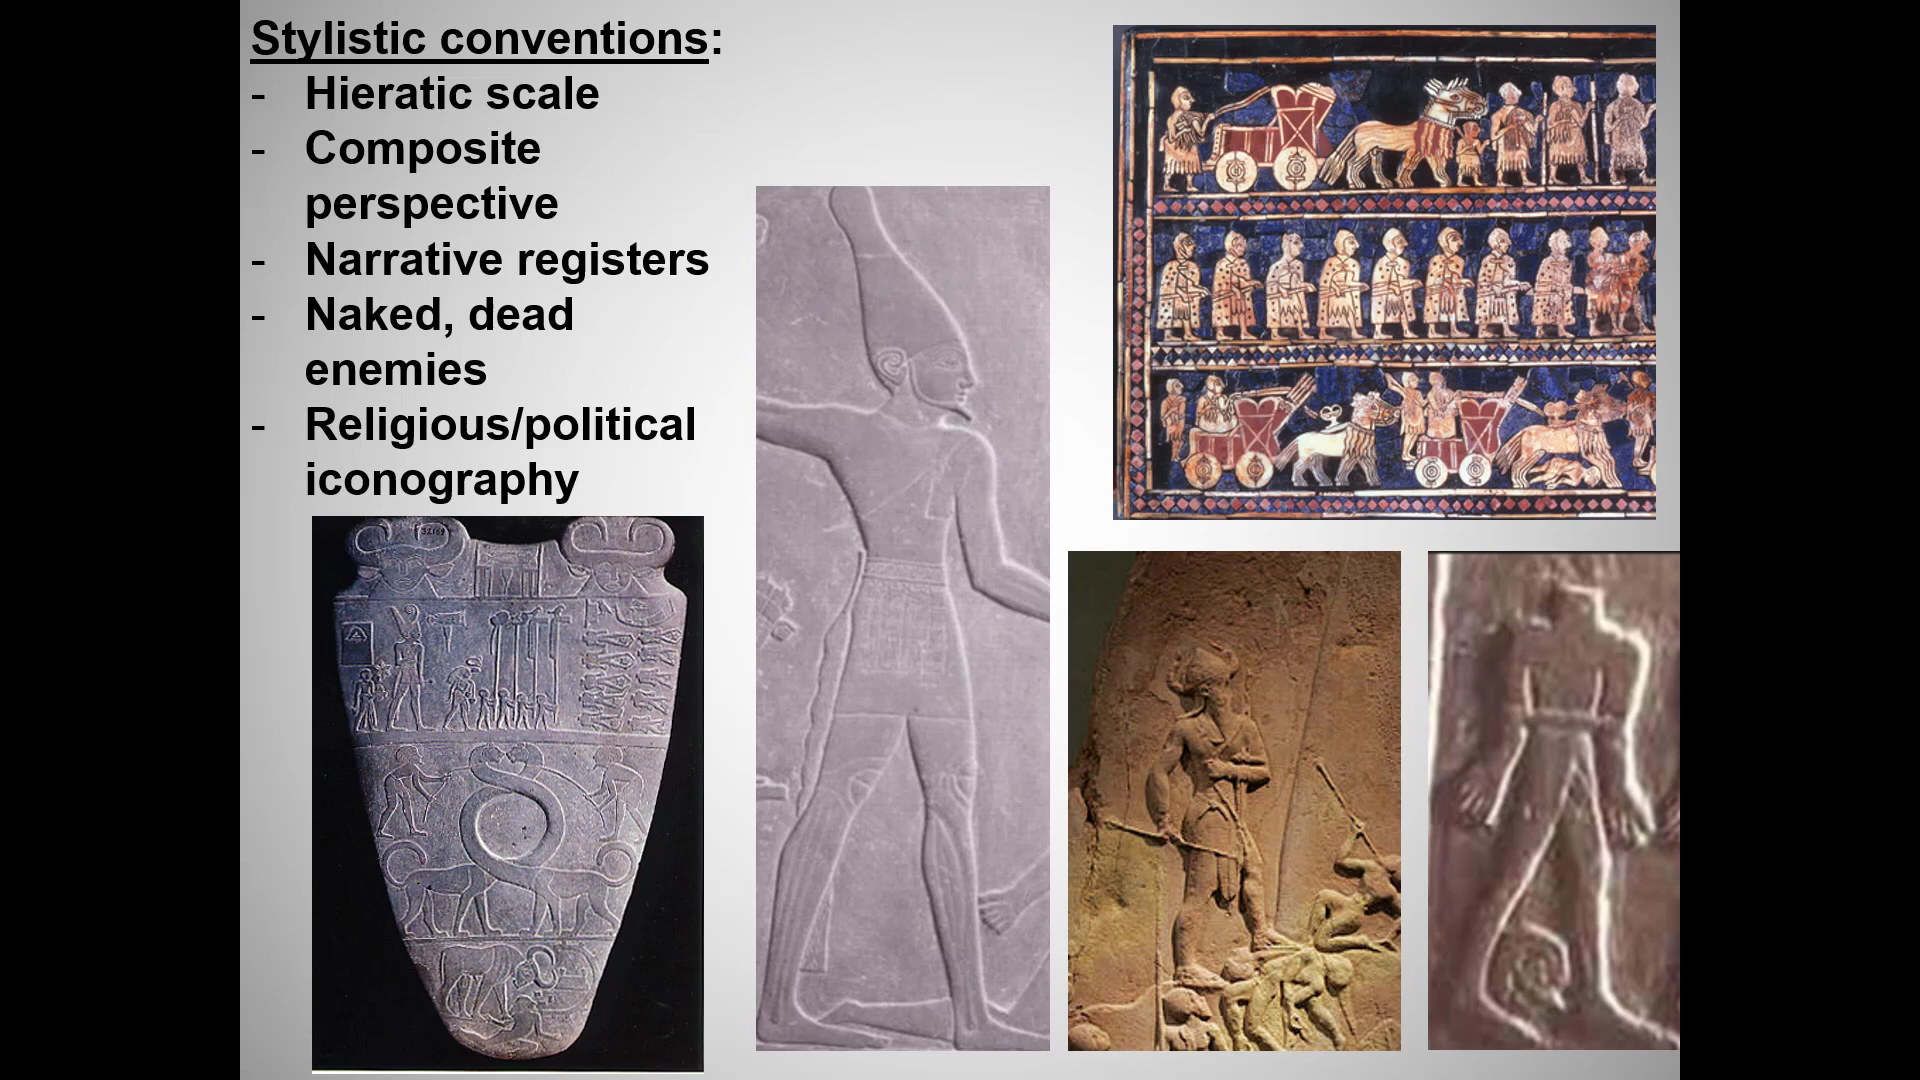 Stylistic conventions:
- Hieratic scale
- Composite
perspective
- Narrative registers
- Naked, dead
enemies
- Religious/political
iconography